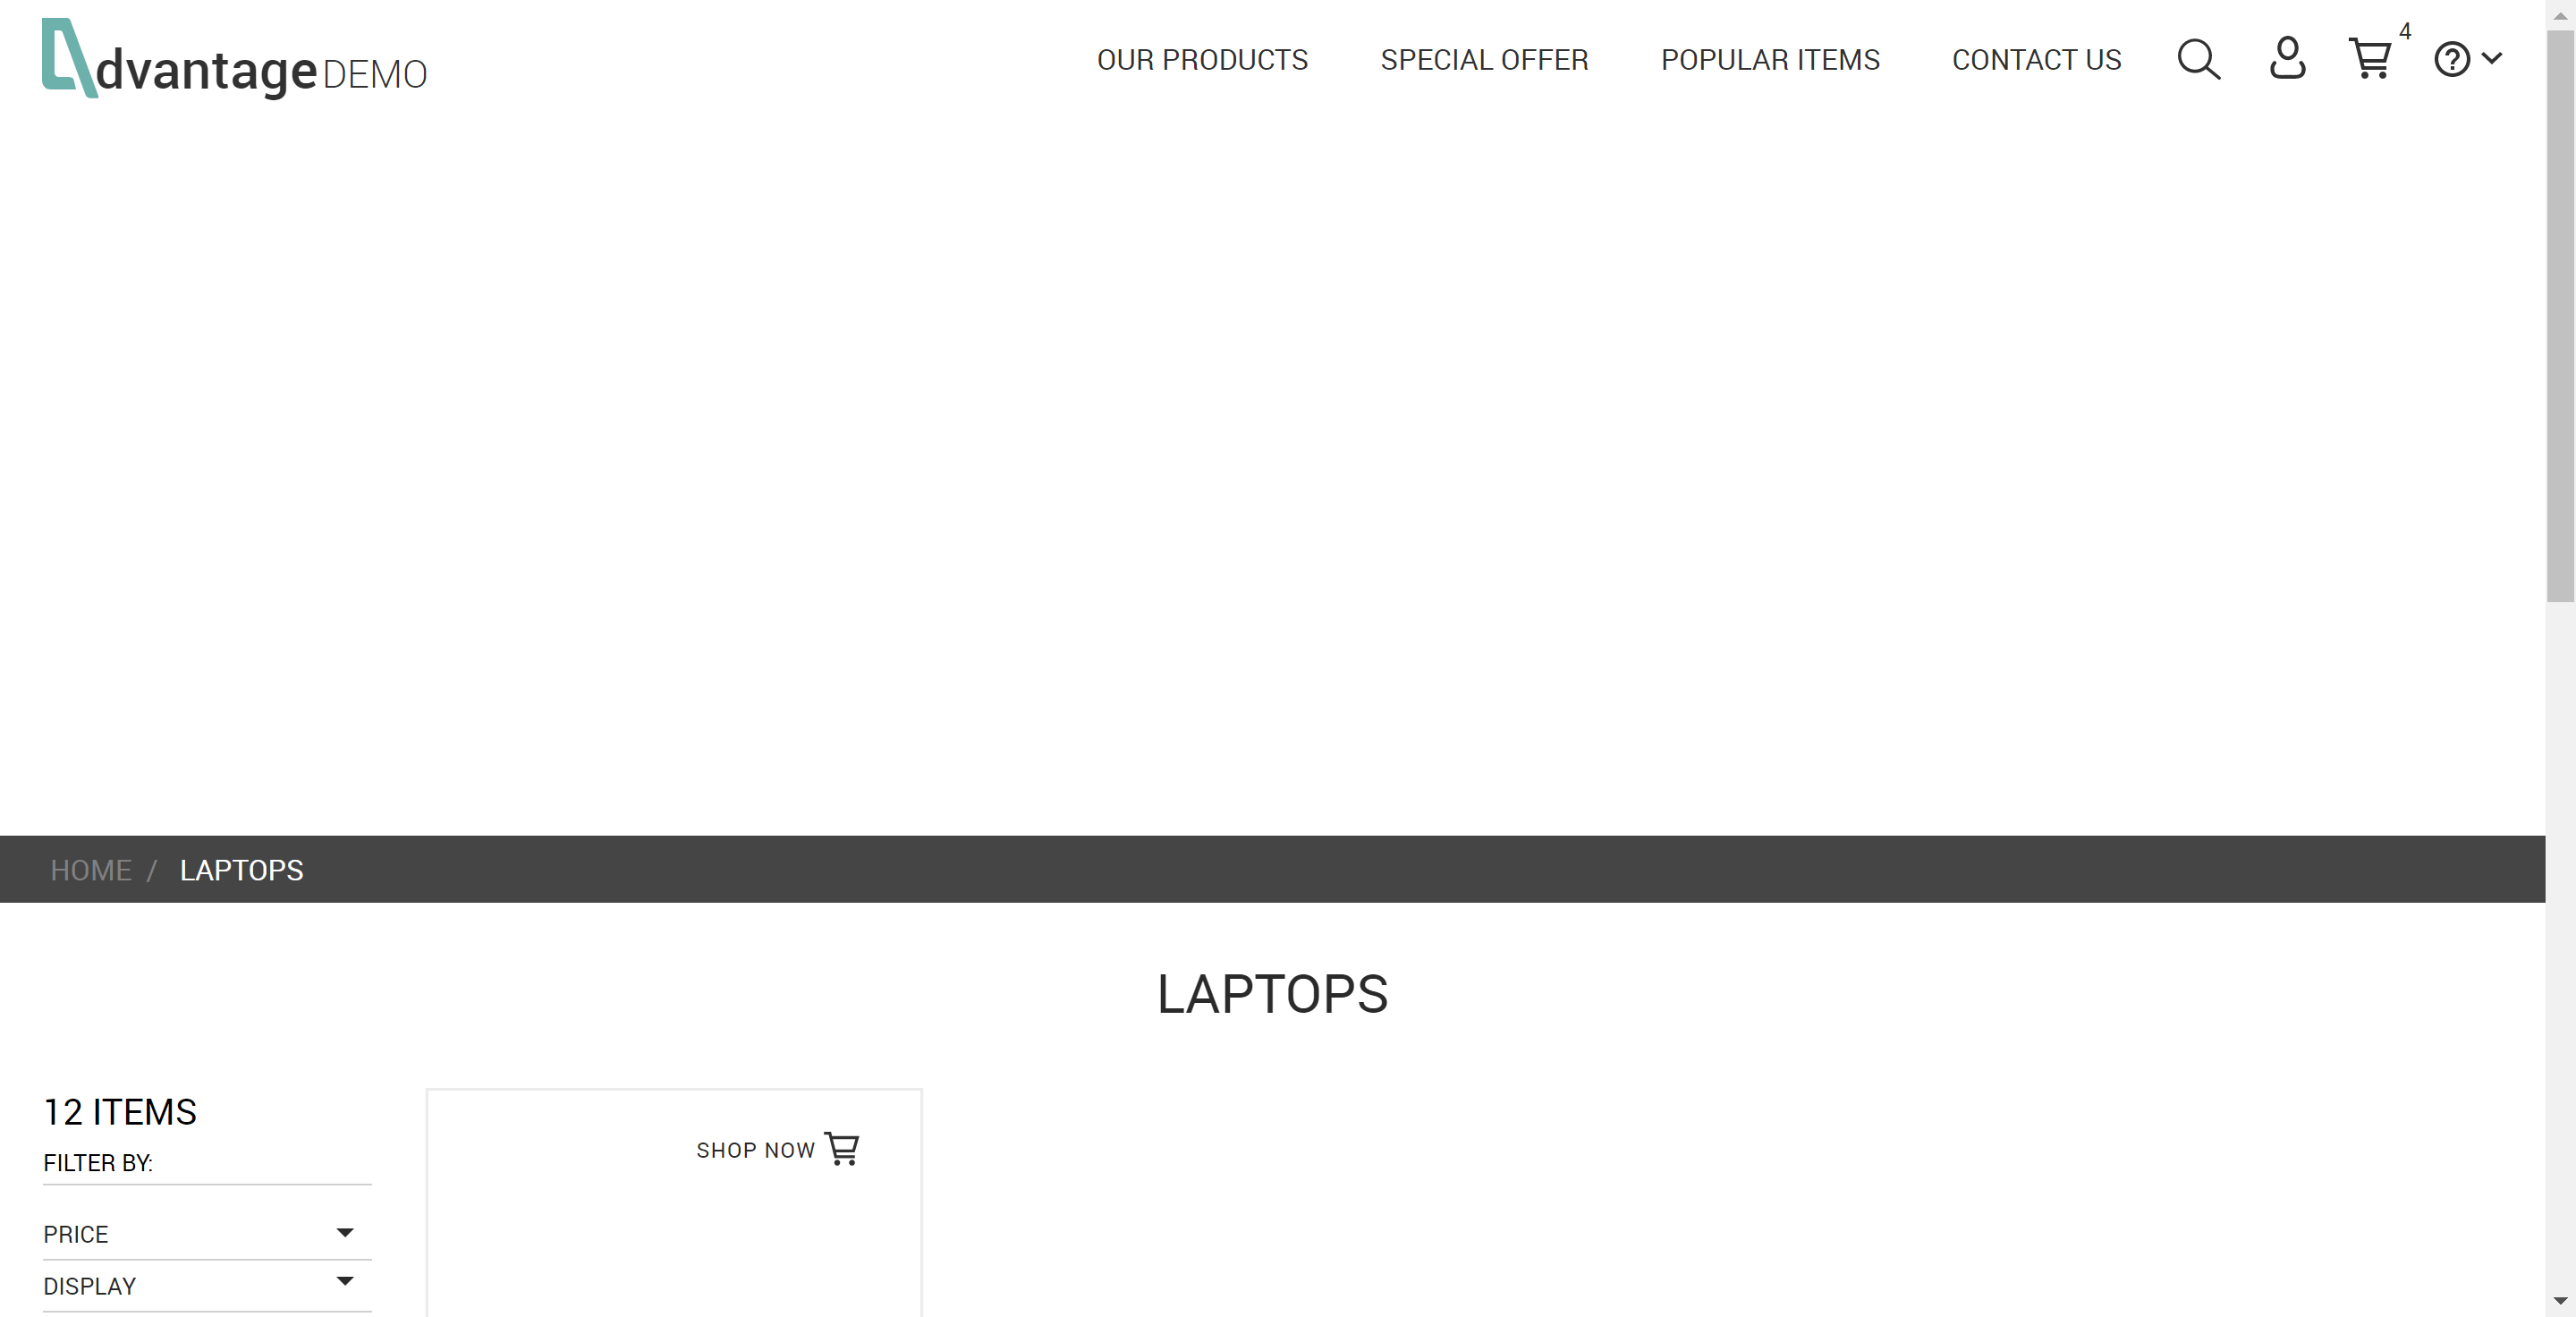 dvantage DEMO
OUR PRODUCTS SPECIAL OFFER POPULAR ITEMS CONTACT US 4
HOME / LAPTOPS
LAPTOPS
12 ITEMS
FILTER BY:
SHOP NOW
PRICE
DISPLAY